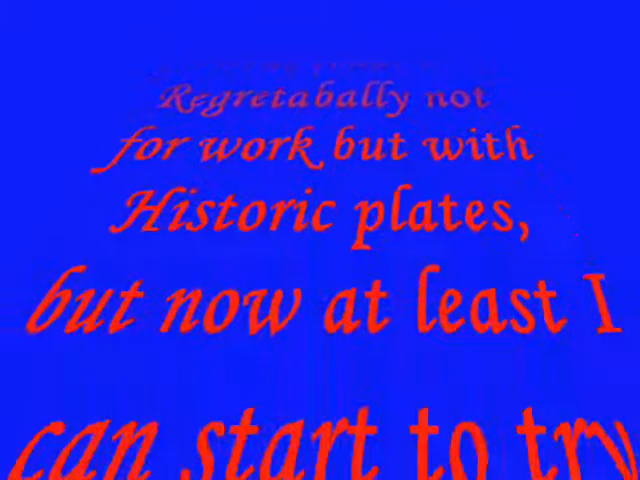 Regretabally not
for work but with
Historic plates,
but now at least I
can start to try